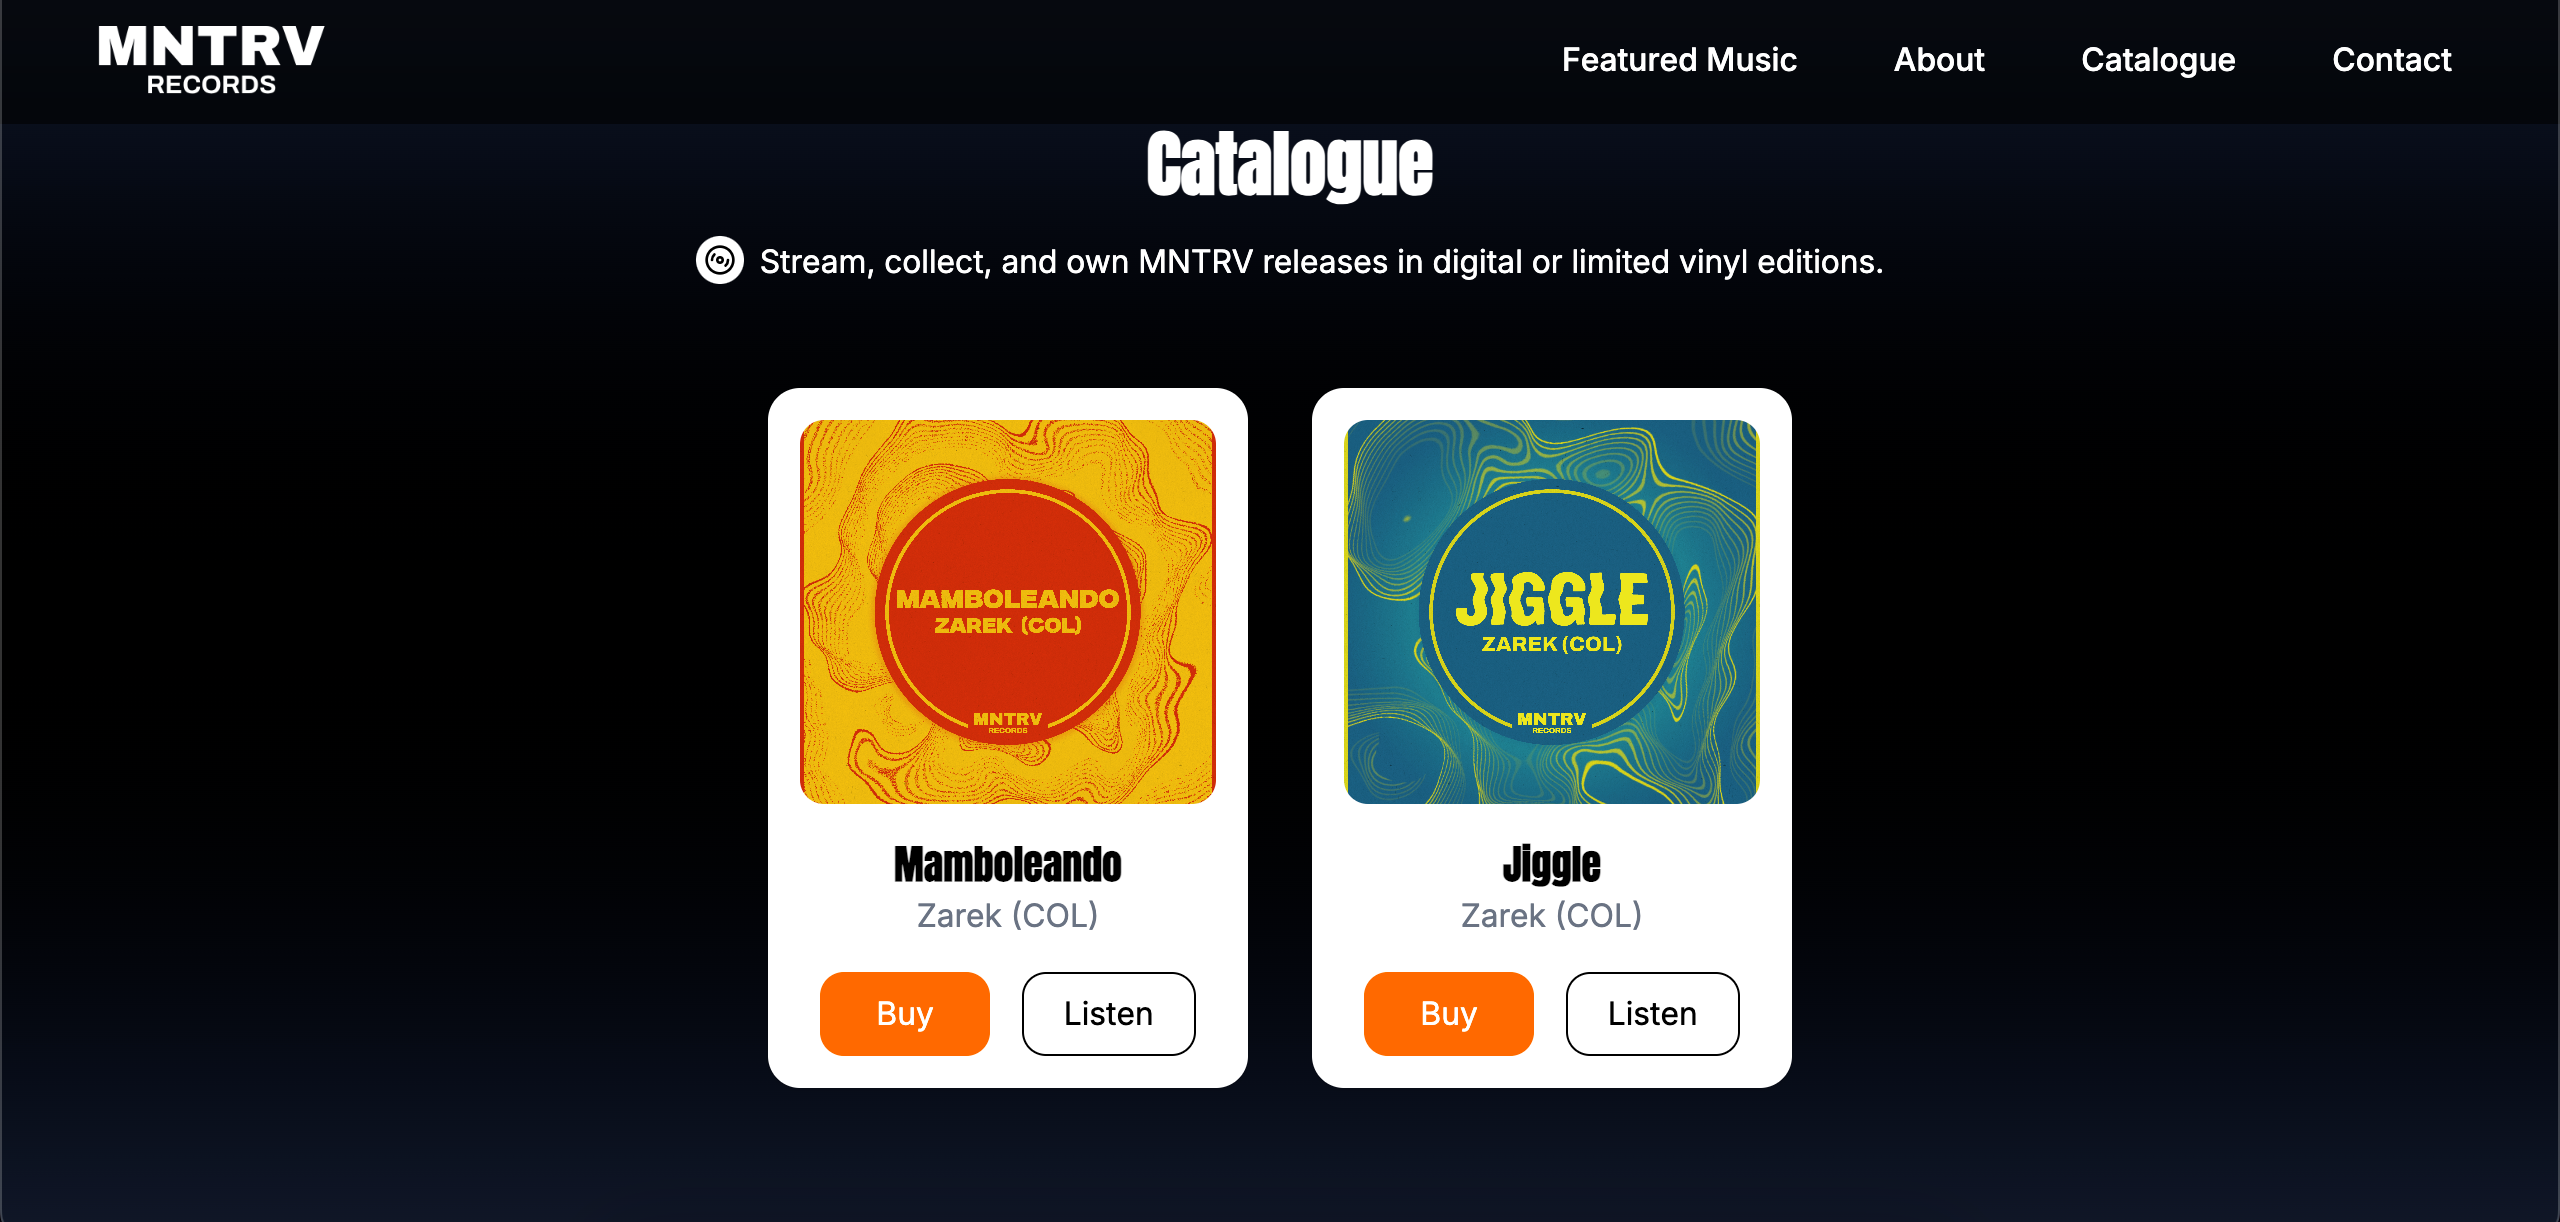 MNTRV
RECORDS
Featured Music
About
Catalogue
Contact
Catalogue
Stream, collect, and own MNTRV releases in digital or limited vinyl editions.
MAMBOLEANDO
ZAREK (COL)
MNTRV
RECORDS
Mamboleando
Zarek (COL)
Buy
Listen
JIGGLE
ZAREK (COL)
MNTRV
RECORDS
Jiggle
Zarek (COL)
Buy
Listen